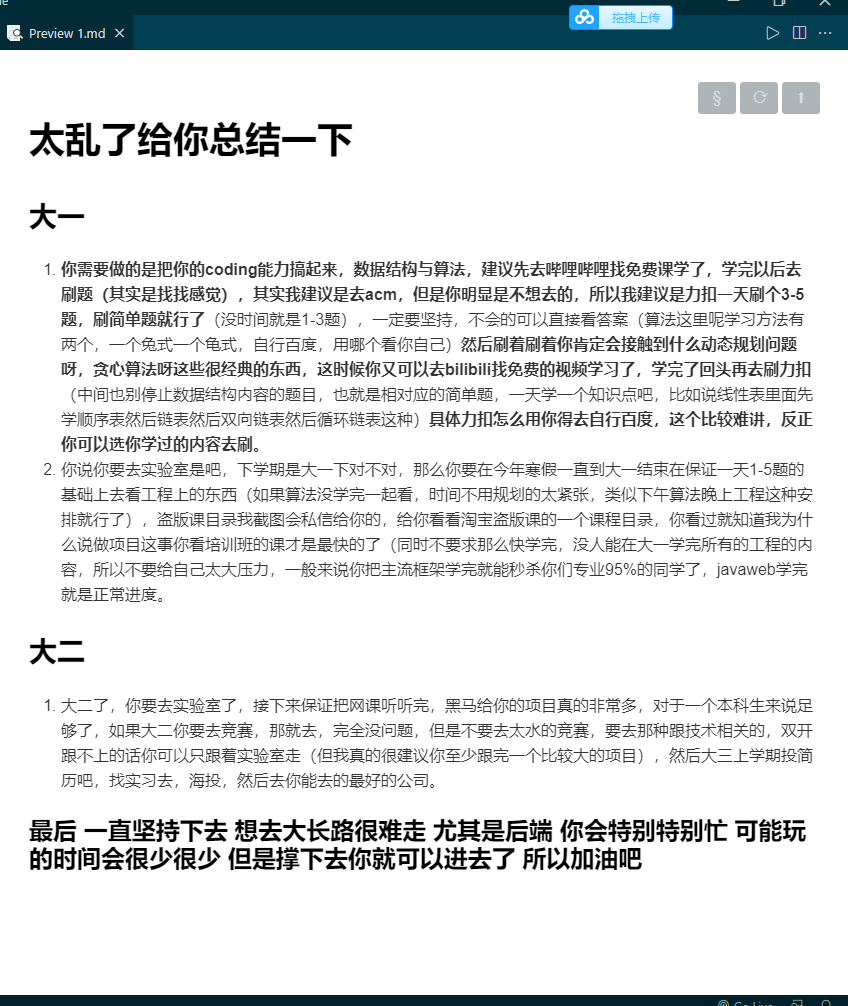 Preview 1.md
拖拽上传
§
太乱了给你总结一下
大一
1. 你需要做的是把你的coding能力搞起来，数据结构与算法，建议先去哔哩哔哩找免费课学了，学完以后去
刷题（其实是找找感觉），其实我建议是去acm，但是你明显是不想去的，所以我建议是力扣一天刷个3-5
题，刷简单题就行了（没时间就是1-3题），一定要坚持，不会的可以直接看答案（算法这里呢学习方法有
两个，一个兔式一个龟式，自行百度，用哪个看你自己）然后刷着刷着你肯定会接触到什么动态规划问题
呀，贪心算法呀这些很经典的东西，这时候你又可以去bilibili找免费的视频学习了，学完了回头再去刷力扣
（中间也别停止数据结构内容的题目，也就是相对应的简单题，一天学一个知识点吧，比如说线性表里面先
学顺序表然后链表然后双向链表然后循环链表这种）具体力扣怎么用你得去自行百度，这个比较难讲，反正
你可以选你学过的内容去刷。
2. 你说你要去实验室是吧，下学期是大一下对不对，那么你要在今年寒假一直到大一结束在保证一天1-5题的
基础上去看工程上的东西（如果算法没学完一起看，时间不用规划的太紧张，类似下午算法晚上工程这种安
排就行了），盗版课目录我截图会私信给你的，给你看看淘宝盗版课的一个课程目录，你看过就知道我为什
么说做项目这事你看培训班的课才是最快的了（同时不要求那么快学完，没人能在大一学完所有的工程的内
容，所以不要给自己太大压力，一般来说你把主流框架学完就能秒杀你们专业95%的同学了，javaweb学完
就是正常进度。
大二
1. 大二了，你要去实验室了，接下来保证把网课听听完，黑马给你的项目真的非常多，对于一个本科生来说足
够了，如果大二你要去竞赛，那就去，完全没问题，但是不要去太水的竞赛，要去那种跟技术相关的，双开
跟不上的话你可以只跟着实验室走（但我真的很建议你至少跟完一个比较大的项目），然后大三上学期投简
历吧，找实习去，海投，然后去你能去的最好的公司。
最后 一直坚持下去 想去大长路很难走 尤其是后端 你会特别特别忙 可能玩
的时间会很少很少 但是撑下去你就可以进去了 所以加油吧